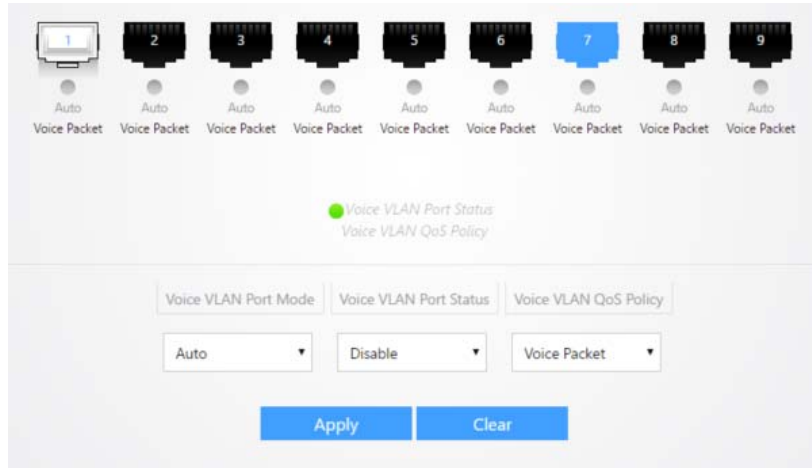 1 2 3 4 5 6 7 8 9
Auto Auto Auto Auto Auto Auto Auto Auto Auto
Voice Packet Voice Packet Voice Packet Voice Packet Voice Packet Voice Packet Voice Packet Voice Packet Voice Packet
Voice VLAN Port Status
Voice VLAN QoS Policy
Voice VLAN Port Mode Voice VLAN Port Status Voice VLAN QoS Policy
Auto Disable Voice Packet
Apply Clear